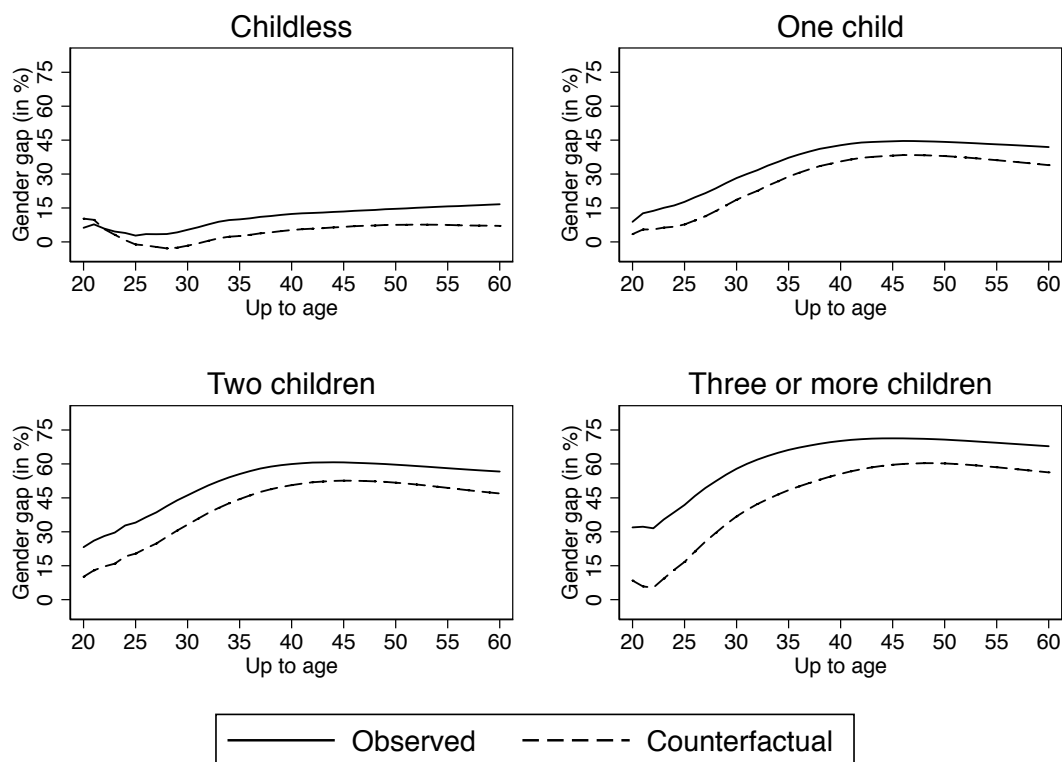 Childless
Gender gap (in %)
0 15 30 45 60 75
20 25 30 35 40 45 50 55 60
Up to age
One child
Gender gap (in %)
0 15 30 45 60 75
20 25 30 35 40 45 50 55 60
Up to age
Two children
Gender gap (in %)
0 15 30 45 60 75
20 25 30 35 40 45 50 55 60
Up to age
Three or more children
Gender gap (in %)
0 15 30 45 60 75
20 25 30 35 40 45 50 55 60
Up to age
Observed Counterfactual